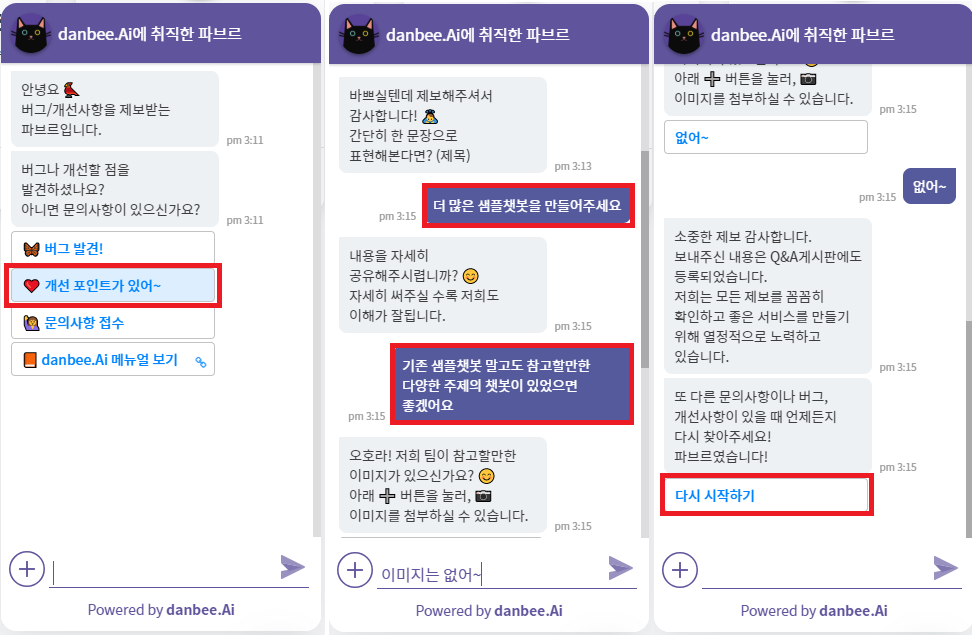 danbee.Ai에 취직한 파브르
안녕요
버그/개선사항을 제보받는
파브르입니다.
pm 3:11
버그나 개선할 점을
발견하셨나요?
아니면 문의사항이 있으신가요?
pm 3:11
버그 발견!
개선 포인트가 있어~
문의사항 접수
danbee.Ai 메뉴얼 보기
Powered by danbee.Ai
danbee.Ai에 취직한 파브르
바쁘실텐데 제보해주셔서
감사합니다!
간단히 한 문장으로
표현해본다면? (제목)
pm 3:13
더 많은 샘플챗봇을 만들어주세요
pm 3:15
내용을 자세히
공유해주시렵니까?
자세히 써주실 수록 저희도
이해가 잘됩니다.
pm 3:15
기존 샘플챗봇 말고도 참고할만한
다양한 주제의 챗봇이 있었으면
좋겠어요
pm 3:15
오호라! 저희 팀이 참고할만한
이미지가 있으신가요?
아래 ➕ 버튼을 눌러,
이미지를 첨부하실 수 있습니다.
pm 3:15
이미지는 없어~
Powered by danbee.Ai
danbee.Ai에 취직한 파브르
아래 ➕ 버튼을 눌러,
이미지를 첨부하실 수 있습니다.
pm 3:15
없어~
없어~
pm 3:15
소중한 제보 감사합니다.
보내주신 내용은 Q&A게시판에도
등록되었습니다.
저희는 모든 제보를 꼼꼼히
확인하고 좋은 서비스를 만들기
위해 열정적으로 노력하고
있습니다.
pm 3:15
또 다른 문의사항이나 버그,
개선사항이 있을 때 언제든지
다시 찾아주세요!
파브르였습니다!
pm 3:15
다시 시작하기
Powered by danbee.Ai